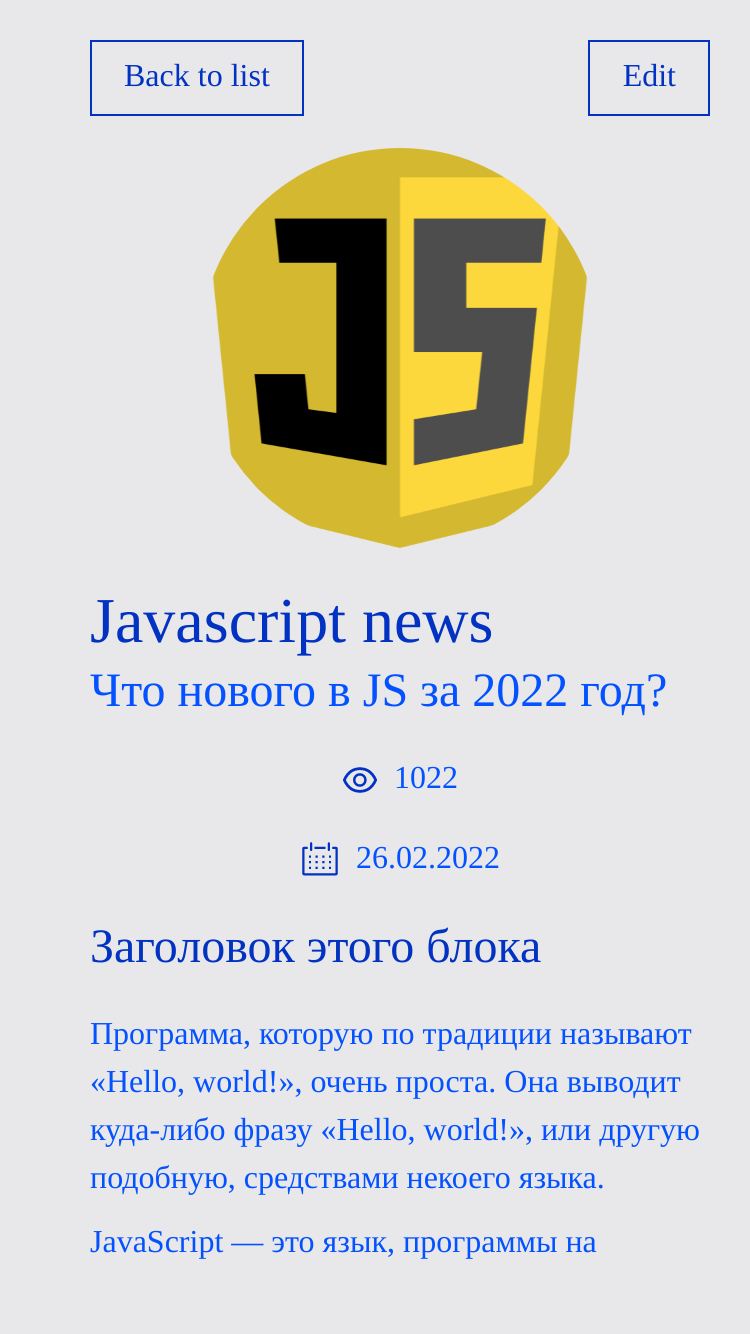 Back to list
Edit
JS
Javascript news
Что нового в JS за 2022 год?
1022
26.02.2022
Заголовок этого блока
Программа, которую по традиции называют
«Hello, world!», очень проста. Она выводит
куда-либо фразу «Hello, world!», или другую
подобную, средствами некоего языка.
JavaScript — это язык, программы на